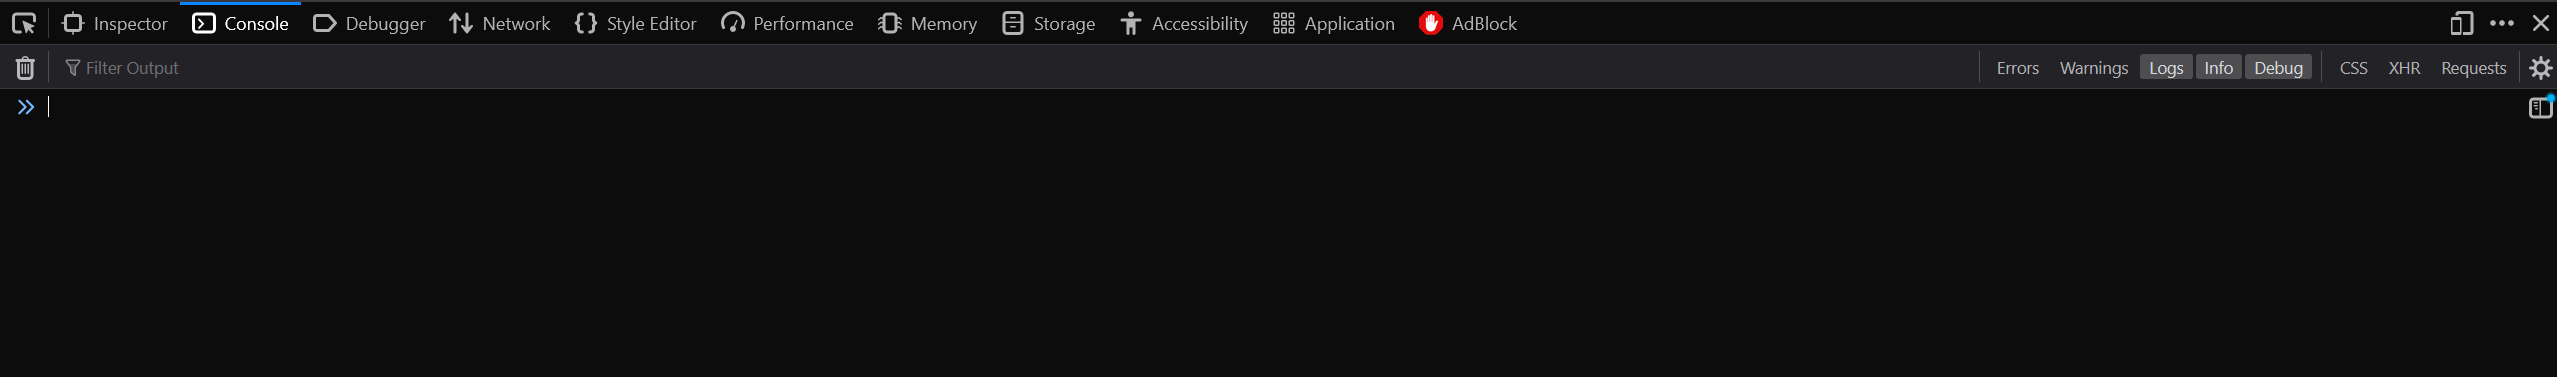 Inspector Console Debugger Network Style Editor Performance Memory Storage Accessibility Application AdBlock
Filter Output Errors Warnings Logs Info Debug CSS XHR Requests